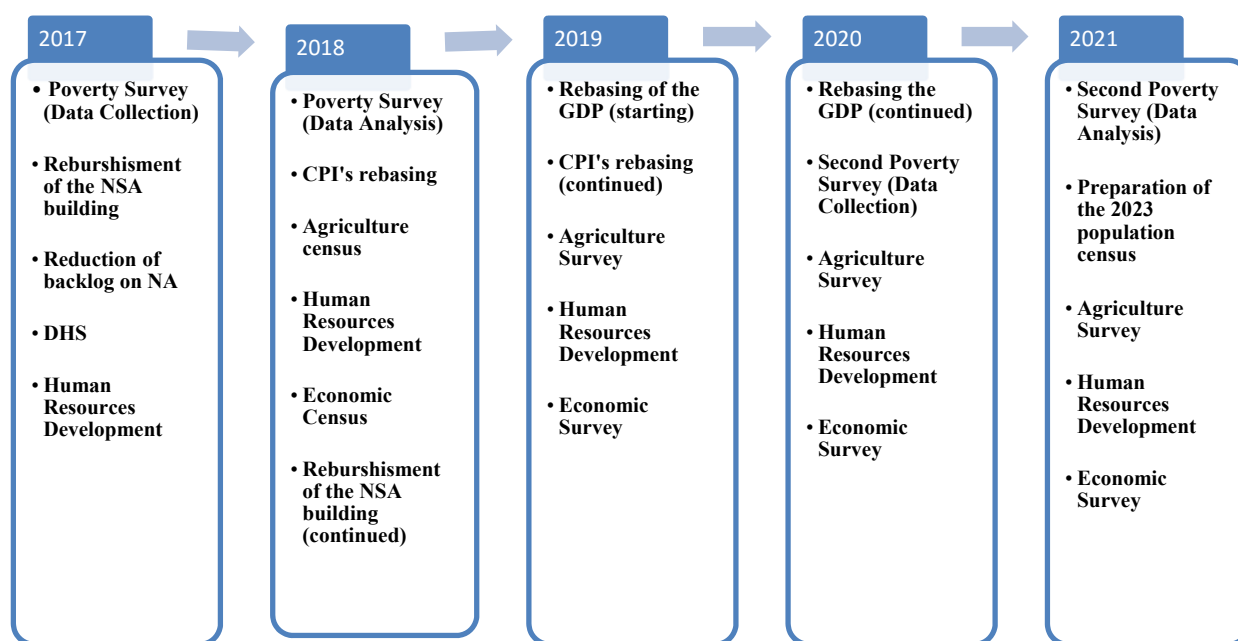 2017
• Poverty Survey
(Data Collection)
• Reburshisment
of the NSA
building
• Reduction of
backlog on NA
• DHS
• Human
Resources
Development
2018
• Poverty Survey
(Data Analysis)
• CPI's rebasing
• Agriculture
census
• Human
Resources
Development
• Economic
Census
• Reburshisment
of the NSA
building
(continued)
2019
• Rebasing of the
GDP (starting)
• CPI's rebasing
(continued)
• Agriculture
Survey
• Human
Resources
Development
• Economic
Survey
2020
• Rebasing the
GDP (continued)
• Second Poverty
Survey (Data
Collection)
• Agriculture
Survey
• Human
Resources
Development
• Economic
Survey
2021
• Second Poverty
Survey (Data
Analysis)
• Preparation of
the 2023
population
census
• Agriculture
Survey
• Human
Resources
Development
• Economic
Survey